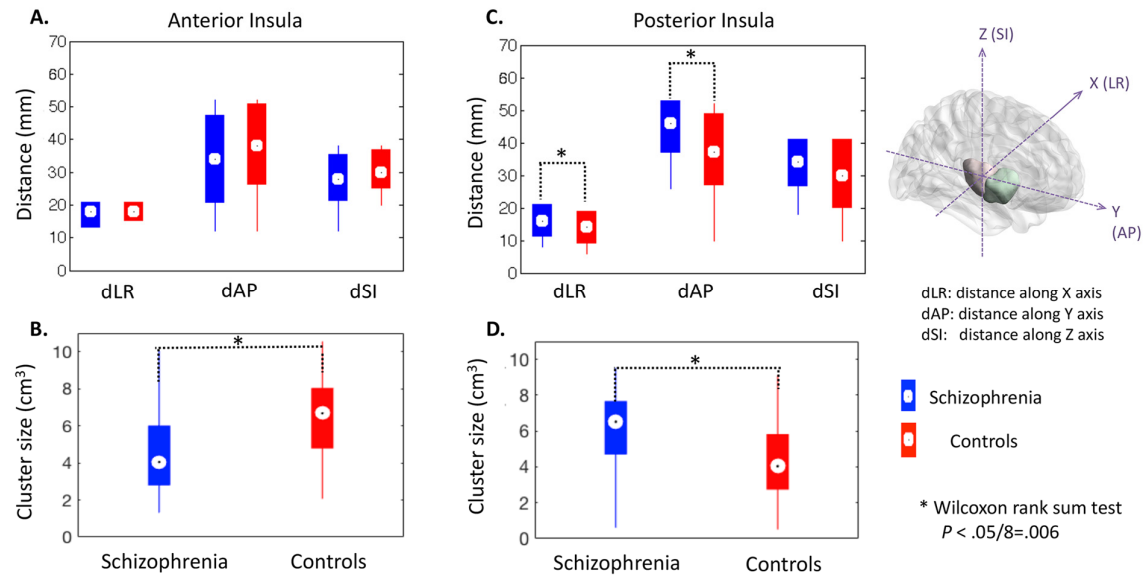 A.
Anterior Insula
70
60
50
40
30
20
10
0
Distance (mm)
dLR dAP dSI
B.
10
8
6
4
2
0
Cluster size (cm³)
Schizophrenia Controls
C.
Posterior Insula
70
60
50
40
30
20
10
0
Distance (mm)
*
*
dLR dAP dSI
D.
10
8
6
4
2
0
Cluster size (cm³)
*
Schizophrenia Controls
*
Z (SI)
X (LR)
Y
(AP)
dLR: distance along X axis
dAP: distance along Y axis
dSI: distance along Z axis
Schizophrenia
Controls
* Wilcoxon rank sum test
P < .05/8=.006